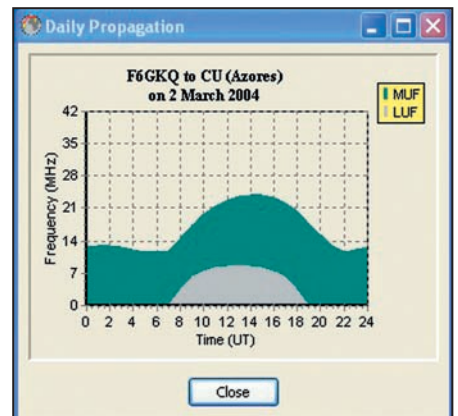 Daily Propagation
F6GKQ to CU (Azores)
on 2 March 2004
MUF
LUF
Frequency (MHz)
42
35
28
21
14
7
0
0 2 4 6 8 10 12 14 16 18 20 22 24
Time (UT)
Close